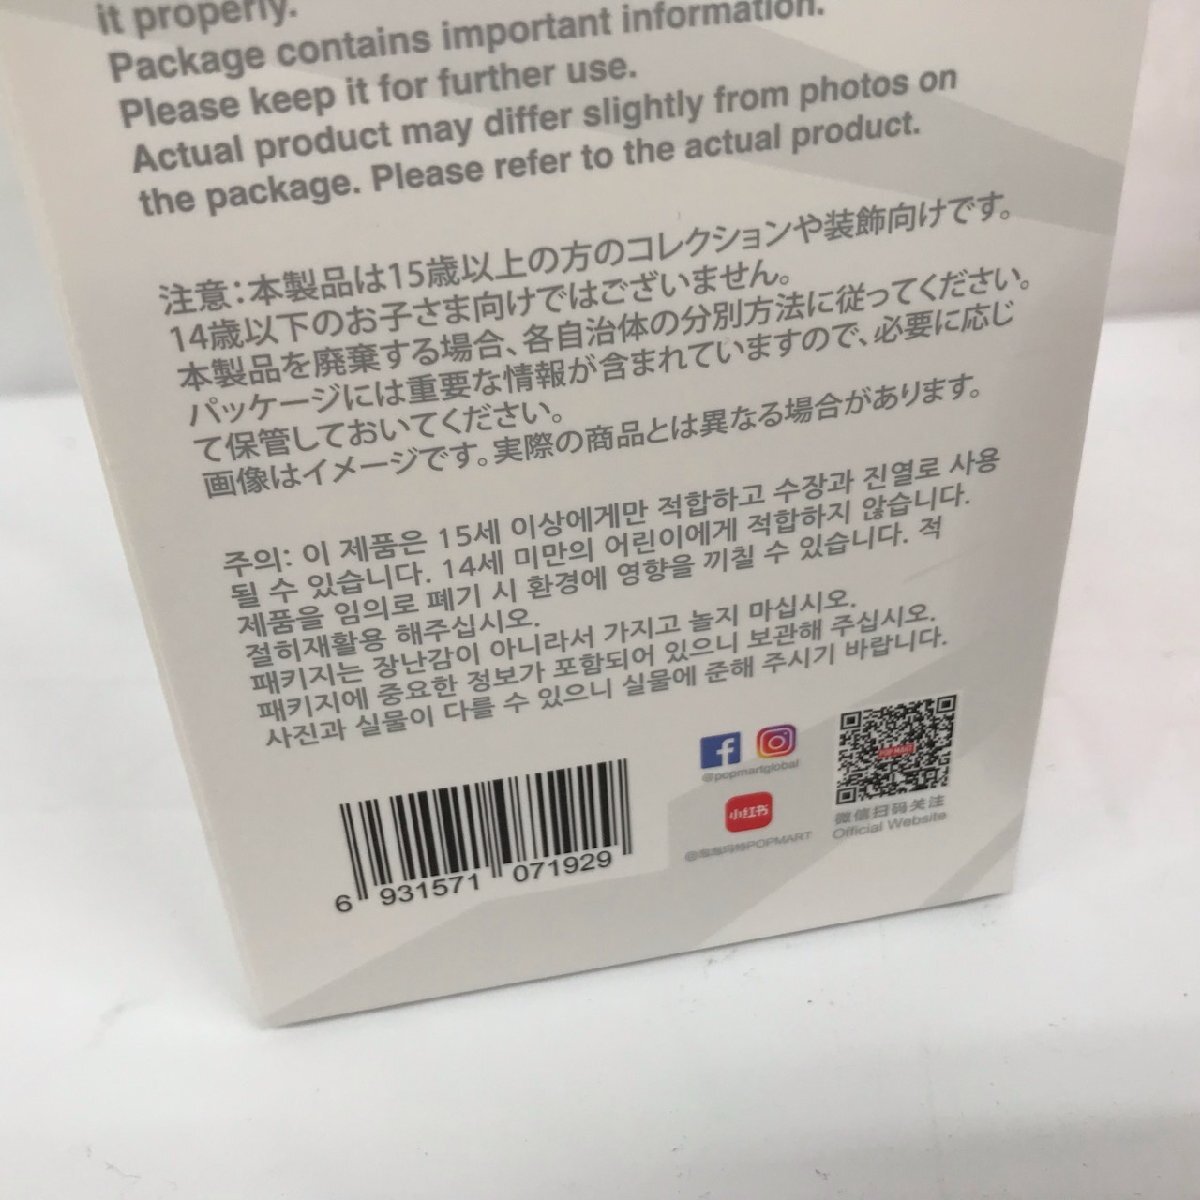 it properly.
Package contains important information.
Please keep it for further use.
Actual product may differ slightly from photos on
the package. Please refer to the actual product.
注意：本製品は15歳以上の方のコレクションや装飾向けです。
14歳以下のお子さま向けではございません。
本製品を廃棄する場合、各自治体の分別方法に従ってください。
パッケージには重要な情報が含まれていますので、必要に応じ
て保管しておいてください。
画像はイメージです。実際の商品とは異なる場合があります。
주의: 이 제품은 15세 이상에게만 적합하고 수장과 진열로 사용
될 수 있습니다. 14세 미만의 어린이에게 적합하지 않습니다.
제품을 임의로 폐기 시 환경에 영향을 끼칠 수 있습니다. 적
절히재활용 해주십시오.
패키지는 장난감이 아니라서 가지고 놀지 마십시오.
패키지에 중요한 정보가 포함되어 있으니 보관해 주십시오.
사진과 실물이 다를 수 있으니 실물에 준해 주시기 바랍니다.
@popmartglobal
小红书
@泡泡玛特POPMART
POP MART
微信扫码关注
Official Website
6 931571 071929